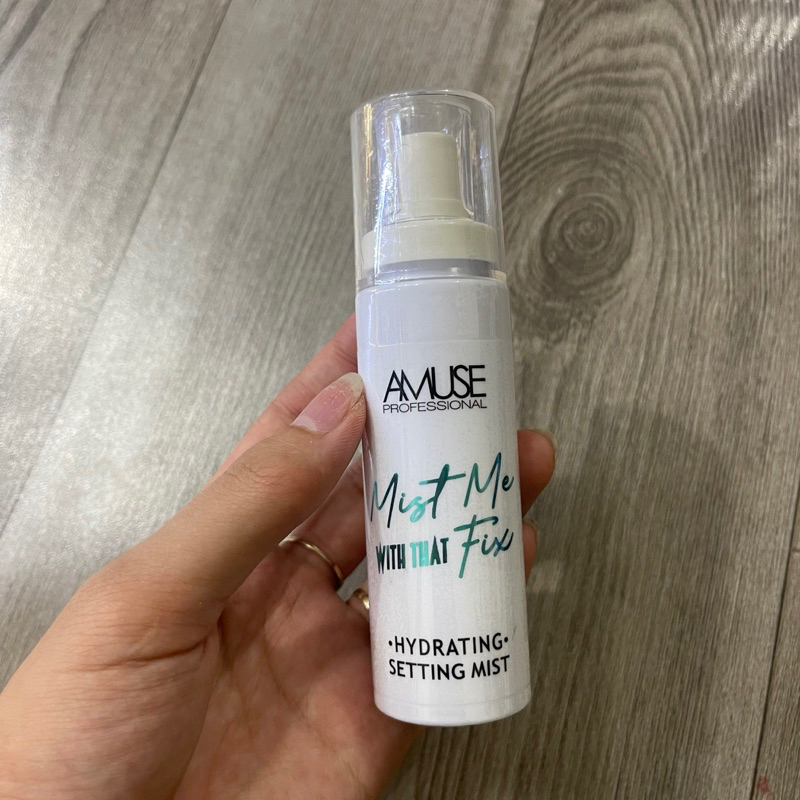 AMUSE
PROFESSIONAL
Mist Me
WITH THAT Fix
•HYDRATING•
SETTING MIST